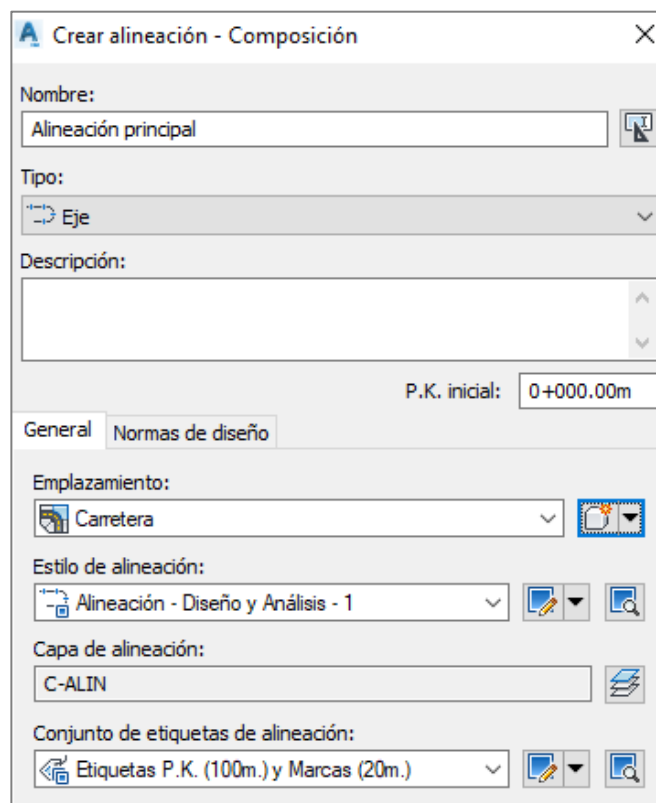 Crear alineación - Composición
Nombre:
Alineación principal
Tipo:
Eje
Descripción:
P.K. inicial: 0+000.00m
General Normas de diseño
Emplazamiento:
Carretera
Estilo de alineación:
Alineación - Diseño y Análisis - 1
Capa de alineación:
C-ALIN
Conjunto de etiquetas de alineación:
Etiquetas P.K. (100m.) y Marcas (20m.)